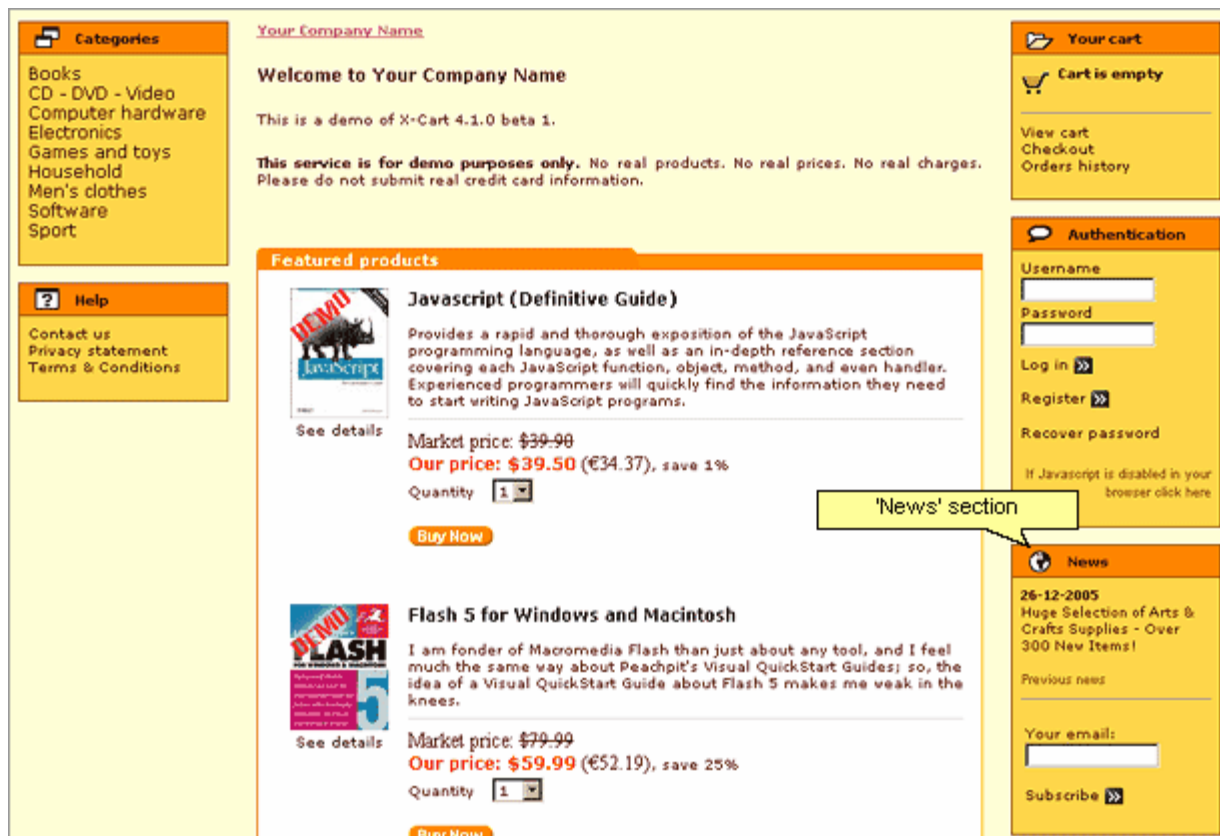 Categories
Books
CD - DVD - Video
Computer hardware
Electronics
Games and toys
Household
Men's clothes
Software
Sport
Help
Contact us
Privacy statement
Terms & Conditions
Your Company Name
Welcome to Your Company Name
This is a demo of X-Cart 4.1.0 beta 1.
This service is for demo purposes only. No real products. No real prices. No real charges.
Please do not submit real credit card information.
Featured products
DEMO
JavaScript
See details
Javascript (Definitive Guide)
Provides a rapid and thorough exposition of the JavaScript
programming language, as well as an in-depth reference section
covering each JavaScript function, object, method, and even handler.
Experienced programmers will quickly find the information they need
to start writing JavaScript programs.
Market price: $39.90
Our price: $39.50 (€34.37), save 1%
Quantity 1
Buy Now
DEMO
FLASH
FOR WINDOWS & MACINTOSH
5
See details
Flash 5 for Windows and Macintosh
I am fonder of Macromedia Flash than just about any tool, and I feel
much the same way about Peachpit's Visual QuickStart Guides; so, the
idea of a Visual QuickStart Guide about Flash 5 makes me weak in the
knees.
Market price: $79.99
Our price: $59.99 (€52.19), save 25%
Quantity 1
Buy Now
Your cart
Cart is empty
View cart
Checkout
Orders history
Authentication
Username
Password
Log in
Register
Recover password
If Javascript is disabled in your
browser click here
'News' section
News
26-12-2005
Huge Selection of Arts &
Crafts Supplies - Over
300 New Items!
Previous news
Your email:
Subscribe